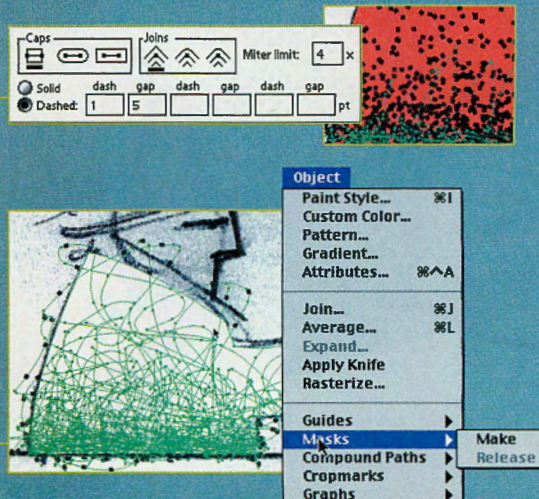 Caps
Joins
Miter limit: 4 x
Solid dash gap dash gap dash gap
Dashed: 1 5 pt
Object
Paint Style... ⌘I
Custom Color...
Pattern...
Gradient...
Attributes... ⌘^A
Join... ⌘J
Average... ⌘L
Expand...
Apply Knife
Rasterize...
Guides
Masks
Make
Compound Paths
Release
Cropmarks
Graphs